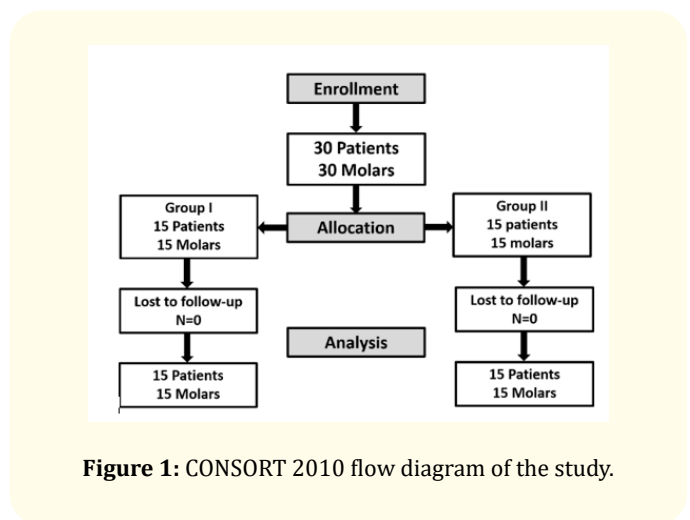 Enrollment
30 Patients
30 Molars
Allocation
Group I
15 Patients
15 Molars
Group II
15 patients
15 molars
Lost to follow-up
N=0
Lost to follow-up
N=0
Analysis
15 Patients
15 Molars
15 Patients
15 Molars
Figure 1: CONSORT 2010 flow diagram of the study.